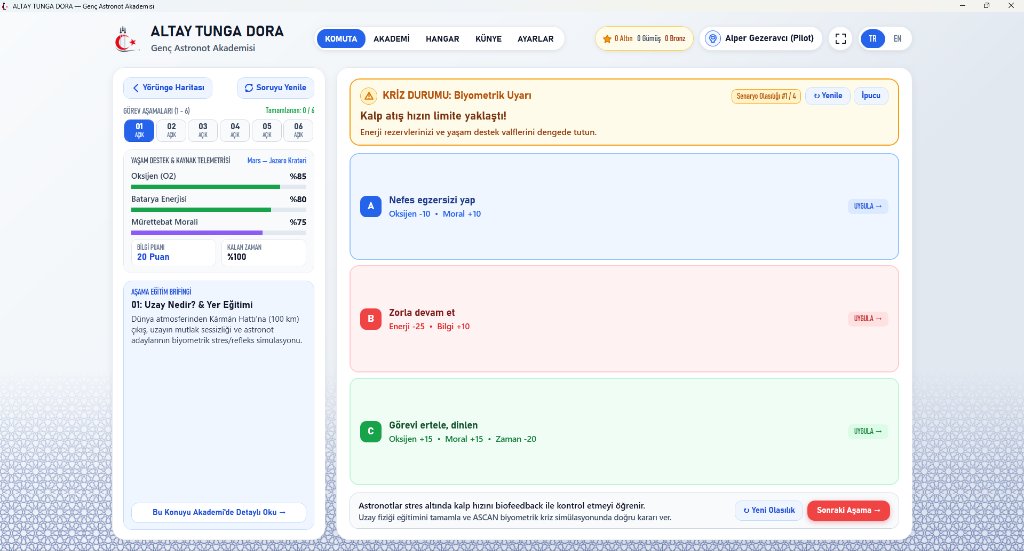 ALTAY TUNGA DORA — Genç Astronot Akademisi
ALTAY TUNGA DORA
Genç Astronot Akademisi
KOMUTA AKADEMİ HANGAR KÜNYE AYARLAR
0 Altın 0 Gümüş 0 Bronz
Alper Gezeravcı (Pilot)
TR EN
Yörünge Haritası
Soruyu Yenile
GÖREV AŞAMALARI (1 – 6) Tamamlanan: 0 / 6
01 02 03 04 05 06
AÇIK AÇIK AÇIK AÇIK AÇIK AÇIK
YAŞAM DESTEK & KAYNAK TELEMETRİSİ Mars — Jezero Krateri
Oksijen (O2) %85
Batarya Enerjisi %80
Mürettebat Morali %75
BİLGİ PUANI
20 Puan
KALAN ZAMAN
%100
AŞAMA EĞİTİM BRİFİNGİ
01: Uzay Nedir? & Yer Eğitimi
Dünya atmosferinden Kármán Hattı'na (100 km)
çıkış, uzayın mutlak sessizliği ve astronot
adaylarının biyometrik stres/refleks simulasyonu.
Bu Konuyu Akademi'de Detaylı Oku →
KRİZ DURUMU: Biyometrik Uyarı
Senaryo Olasılığı #1 / 4
↻ Yenile
İpucu
Kalp atış hızın limite yaklaştı!
Enerji rezervlerinizi ve yaşam destek valflerini dengede tutun.
A
Nefes egzersizi yap
Oksijen -10 • Moral +10
UYGULA →
B
Zorla devam et
Enerji -25 • Bilgi +10
UYGULA →
C
Görevi ertele, dinlen
Oksijen +15 • Moral +15 • Zaman -20
UYGULA →
Astronotlar stres altında kalp hızını biofeedback ile kontrol etmeyi öğrenir.
Uzay fiziği eğitimini tamamla ve ASCAN biyometrik kriz simülasyonunda doğru kararı ver.
↻ Yeni Olasılık
Sonraki Aşama →